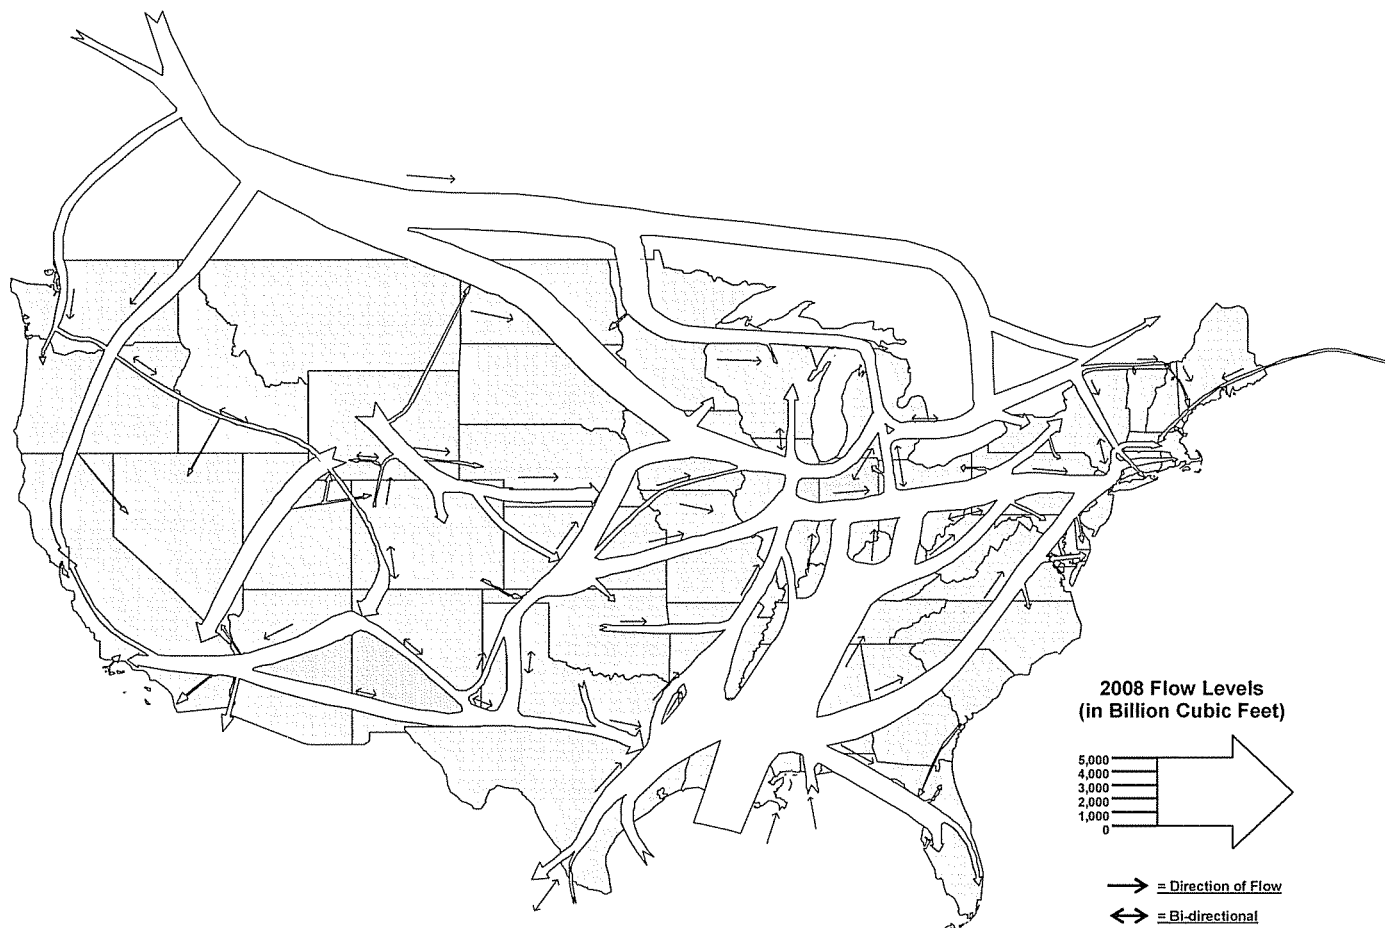 2008 Flow Levels
(in Billion Cubic Feet)
5,000
4,000
3,000
2,000
1,000
0
= Direction of Flow
= Bi-directional